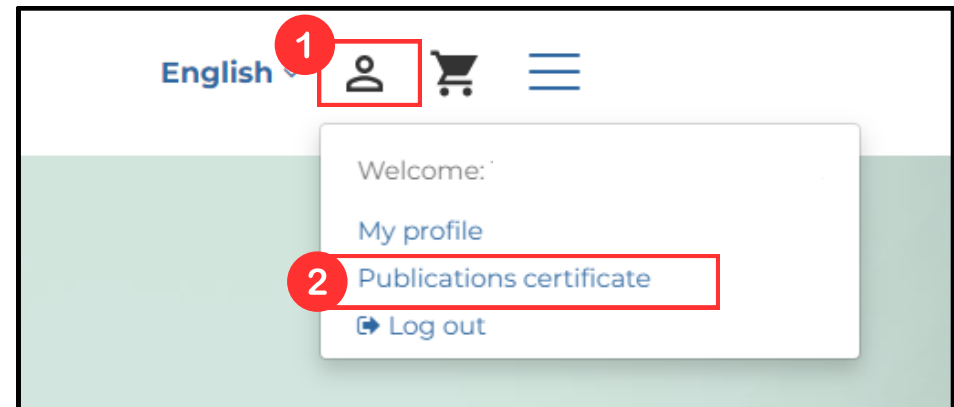 1
English
Welcome:
My profile
2
Publications certificate
Log out